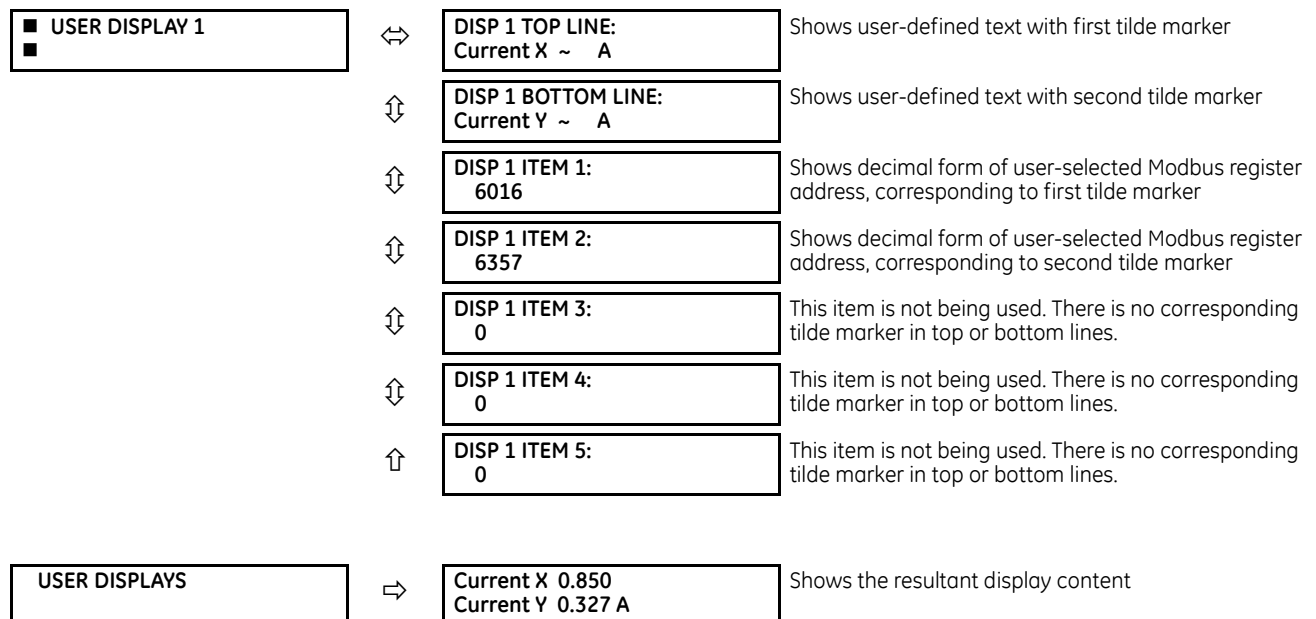 ■ USER DISPLAY 1
■
DISP 1 TOP LINE:
Current X ~ A
Shows user-defined text with first tilde marker
DISP 1 BOTTOM LINE:
Current Y ~ A
Shows user-defined text with second tilde marker
DISP 1 ITEM 1:
6016
Shows decimal form of user-selected Modbus register
address, corresponding to first tilde marker
DISP 1 ITEM 2:
6357
Shows decimal form of user-selected Modbus register
address, corresponding to second tilde marker
DISP 1 ITEM 3:
0
This item is not being used. There is no corresponding
tilde marker in top or bottom lines.
DISP 1 ITEM 4:
0
This item is not being used. There is no corresponding
tilde marker in top or bottom lines.
DISP 1 ITEM 5:
0
This item is not being used. There is no corresponding
tilde marker in top or bottom lines.
USER DISPLAYS
Current X 0.850
Current Y 0.327 A
Shows the resultant display content